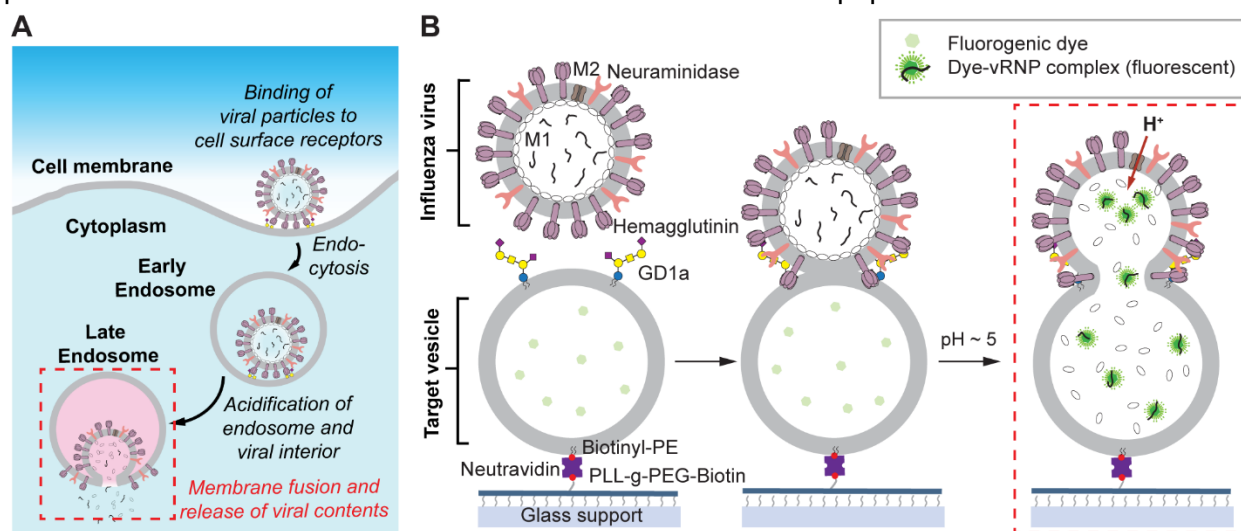 A
Binding of
viral particles to
cell surface receptors
Cell membrane
Cytoplasm
Endo-
cytosis
Early
Endosome
Late
Endosome
Acidification of
endosome and
viral interior
Membrane fusion and
release of viral contents
B
Influenza virus
M2
Neuraminidase
M1
Hemagglutinin
GD1a
Target vesicle
Biotinyl-PE
Neutravidin
PLL-g-PEG-Biotin
Glass support
pH ~ 5
H+
Fluorogenic dye
Dye-vRNP complex (fluorescent)